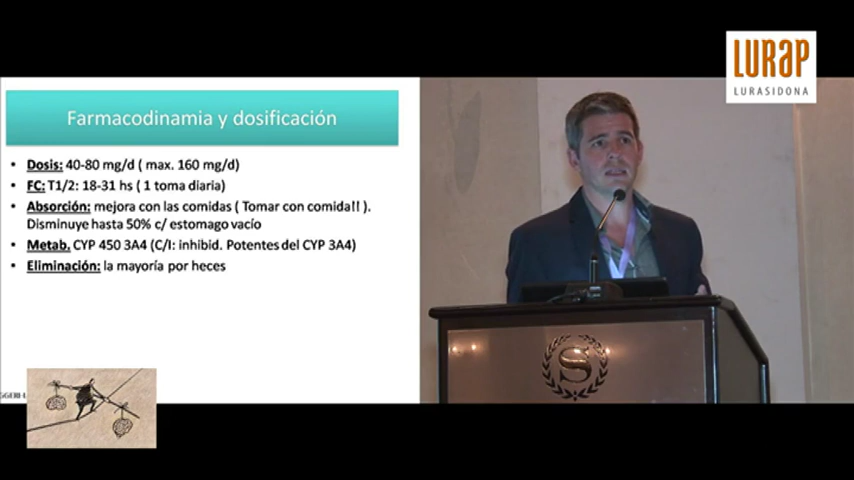 LURAP
LURASIDONA
Farmacodinamia y dosificación
• Dosis: 40-80 mg/d ( max. 160 mg/d)
• FC: T1/2: 18-31 hs ( 1 toma diaria)
• Absorción: mejora con las comidas ( Tomar con comida!! ).
Disminuye hasta 50% c/ estomago vacío
• Metab. CYP 450 3A4 (C/I: inhibid. Potentes del CYP 3A4)
• Eliminación: la mayoría por heces
S